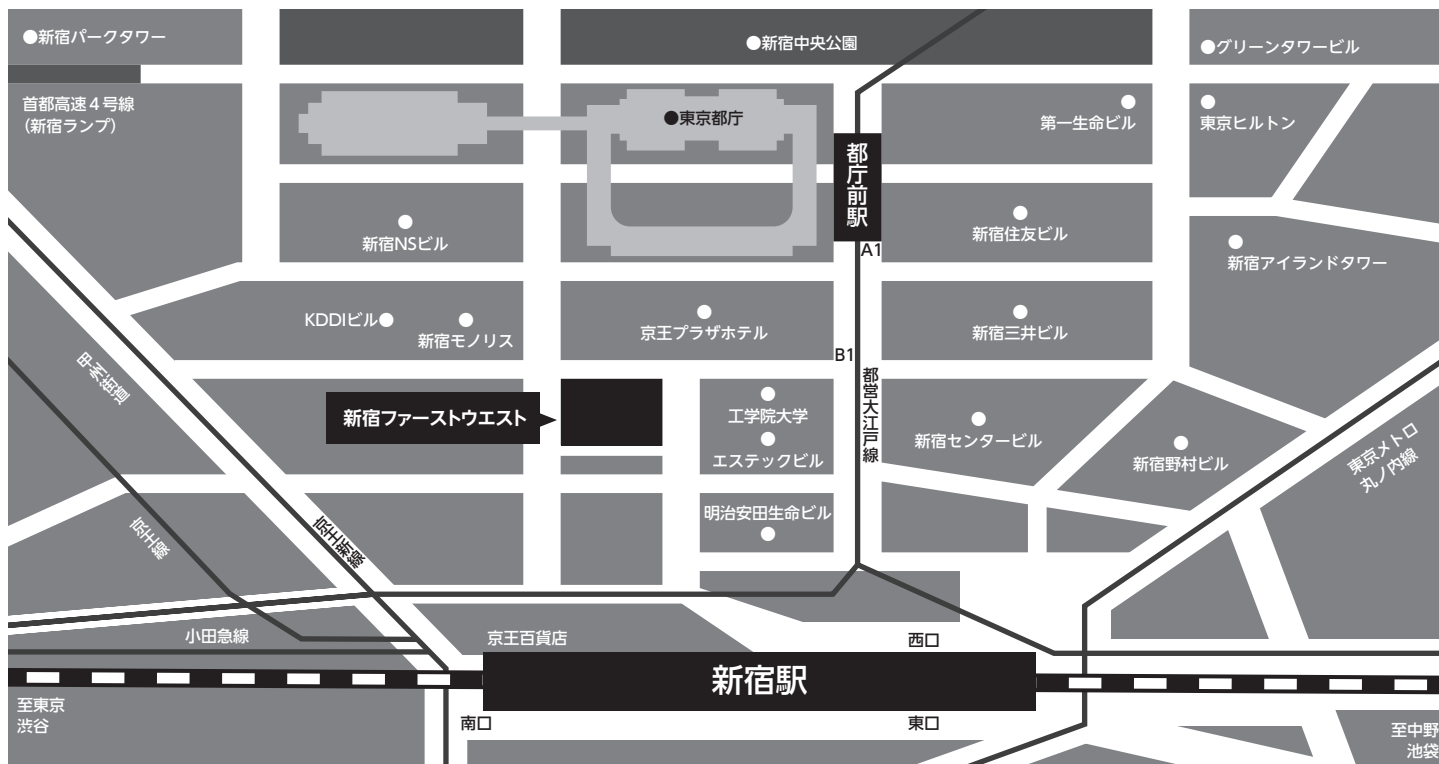 ●新宿パークタワー
●新宿中央公園
●グリーンタワービル
首都高速4号線
(新宿ランプ)
●東京都庁
第一生命ビル
東京ヒルトン
都庁前駅
A1
新宿NSビル
新宿住友ビル
新宿アイランドタワー
KDDIビル
新宿モノリス
京王プラザホテル
新宿三井ビル
B1
甲州街道
都営大江戸線
新宿ファーストウエスト
工学院大学
エステックビル
新宿センタービル
新宿野村ビル
東京メトロ
丸ノ内線
明治安田生命ビル
京王線
京王新線
小田急線
京王百貨店
西口
新宿駅
至東京
渋谷
南口
東口
至中野
池袋